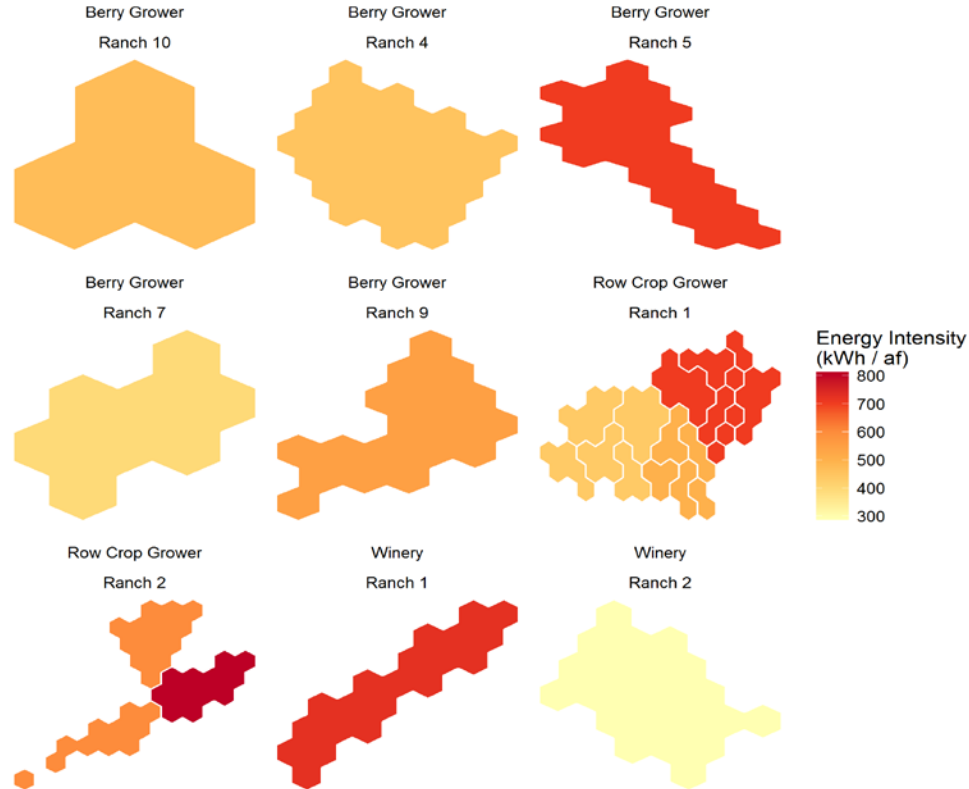 Berry Grower
Ranch 10
Berry Grower
Ranch 4
Berry Grower
Ranch 5
Berry Grower
Ranch 7
Berry Grower
Ranch 9
Row Crop Grower
Ranch 1
Energy Intensity
(kWh / af)
800
700
600
500
400
300
Row Crop Grower
Ranch 2
Winery
Ranch 1
Winery
Ranch 2